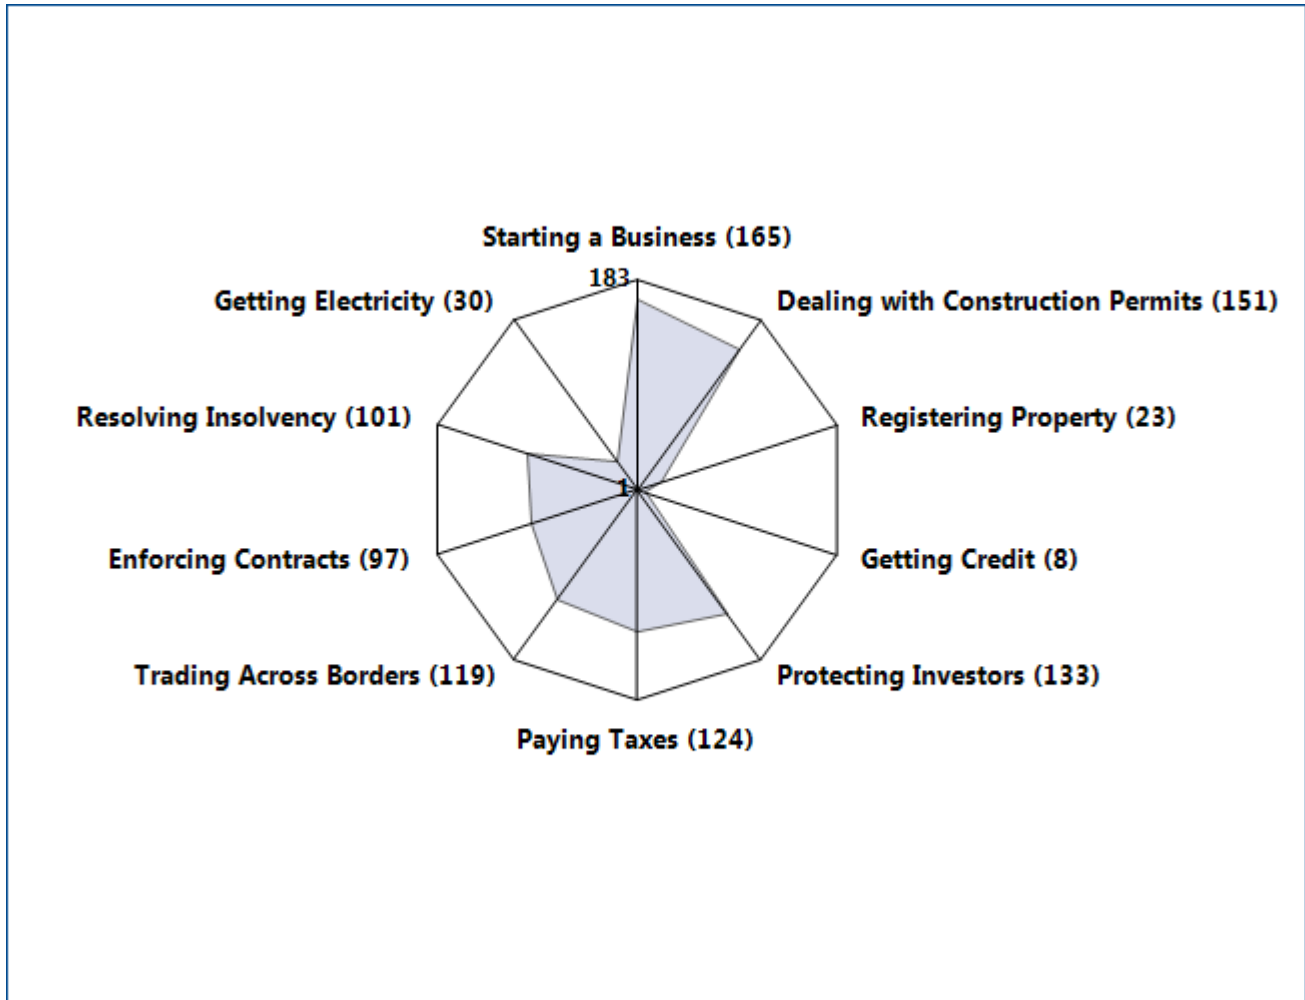 Starting a Business (165)
183
Getting Electricity (30)
Dealing with Construction Permits (151)
Resolving Insolvency (101)
Registering Property (23)
1
Enforcing Contracts (97)
Getting Credit (8)
Trading Across Borders (119)
Protecting Investors (133)
Paying Taxes (124)